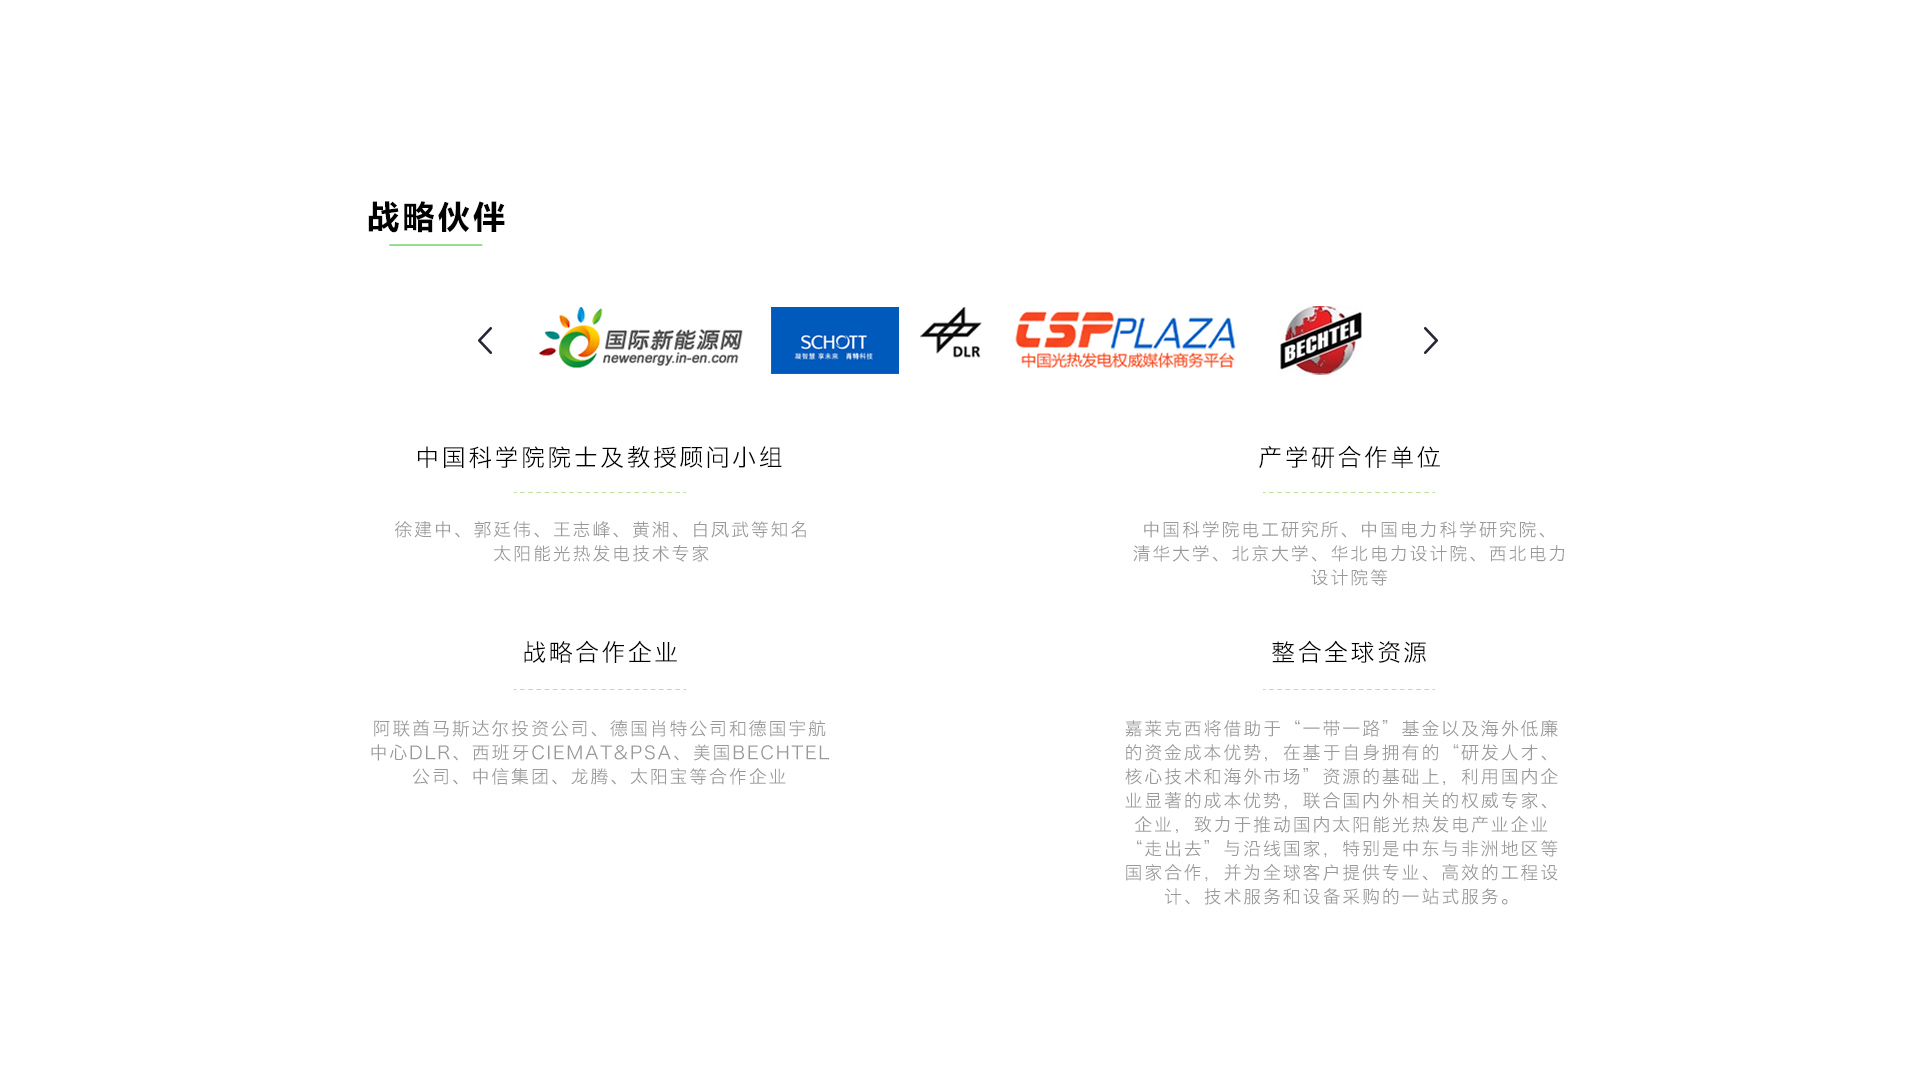 战略伙伴
国际新能源网
newenergy.in-en.com
SCHOTT
凝智慧 享未来 肖特科技
DLR
CSPPLAZA
中国光热发电权威媒体商务平台
BECHTEL
中国科学院院士及教授顾问小组
徐建中、郭廷伟、王志峰、黄湘、白凤武等知名
太阳能光热发电技术专家
产学研合作单位
中国科学院电工研究所、中国电力科学研究院、
清华大学、北京大学、华北电力设计院、西北电力
设计院等
战略合作企业
阿联酋马斯达尔投资公司、德国肖特公司和德国宇航
中心DLR、西班牙CIEMAT&PSA、美国BECHTEL
公司、中信集团、龙腾、太阳宝等合作企业
整合全球资源
嘉莱克西将借助于“一带一路”基金以及海外低廉
的资金成本优势，在基于自身拥有的“研发人才、
核心技术和海外市场”资源的基础上，利用国内企
业显著的成本优势，联合国内外相关的权威专家、
企业，致力于推动国内太阳能光热发电产业企业
“走出去”与沿线国家，特别是中东与非洲地区等
国家合作，并为全球客户提供专业、高效的工程设
计、技术服务和设备采购的一站式服务。